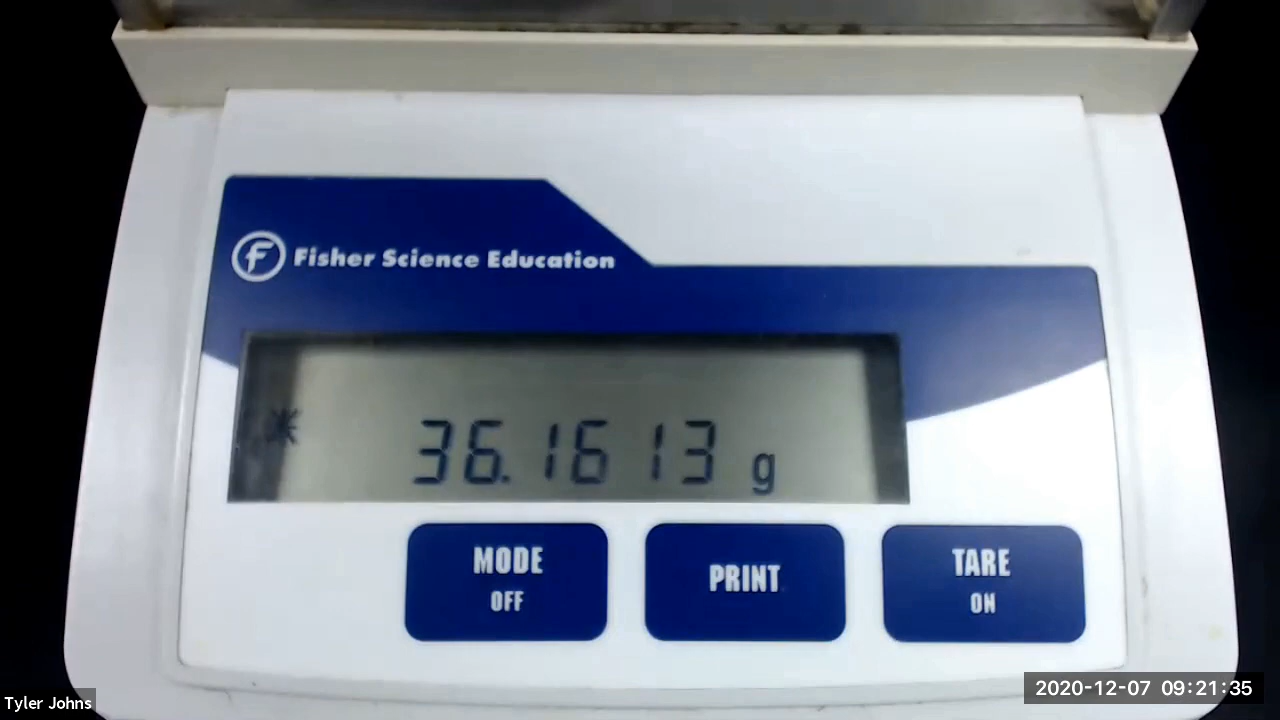 Fisher Science Education
* 36.1613 g
MODE
OFF
PRINT
TARE
ON
Tyler Johns
2020-12-07 09:21:35